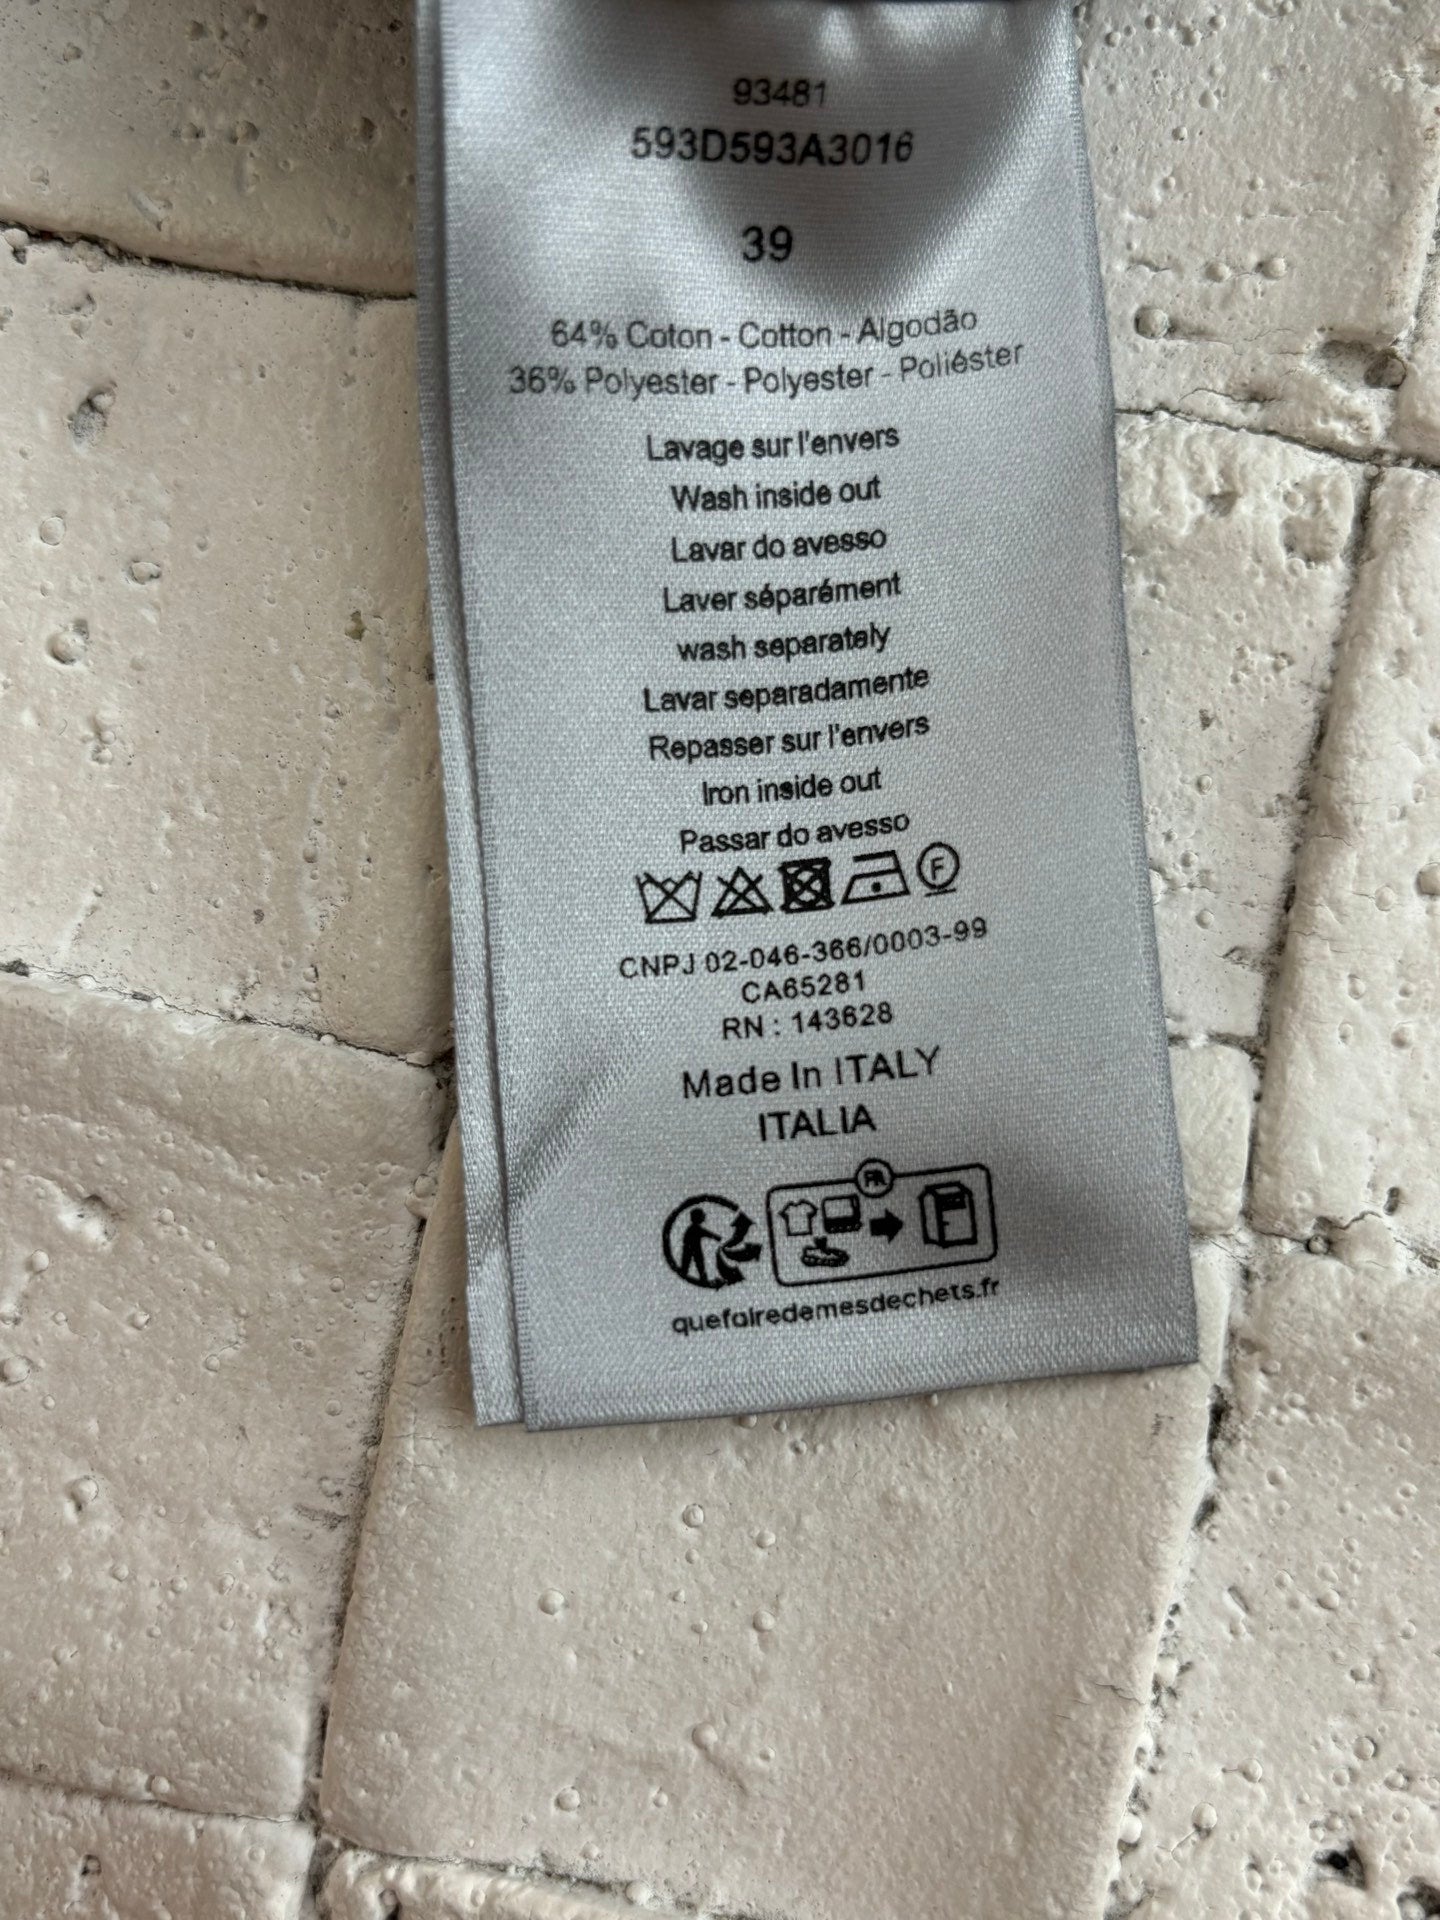 93481
593D593A3016
39
64% Coton - Cotton - Algodão
36% Polyester - Polyester - Poliéster
Lavage sur l'envers
Wash inside out
Lavar do avesso
Laver séparément
wash separately
Lavar separadamente
Repasser sur l'envers
Iron inside out
Passar do avesso
F
CNPJ 02-046-366/0003-99
CA65281
RN : 143628
Made In ITALY
ITALIA
FR
quefairedemesdechets.fr